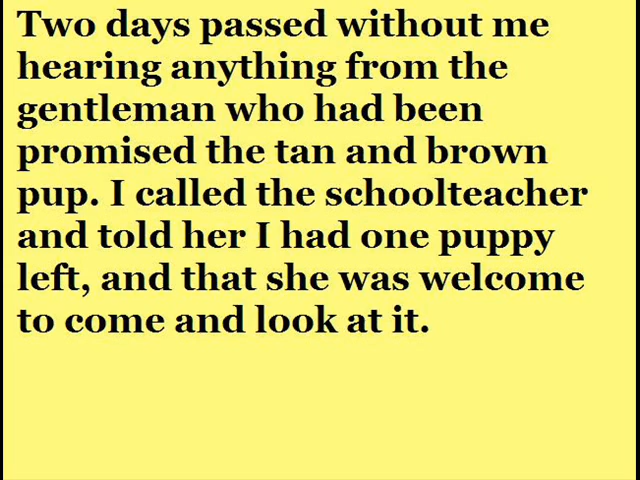 Two days passed without me
hearing anything from the
gentleman who had been
promised the tan and brown
pup. I called the schoolteacher
and told her I had one puppy
left, and that she was welcome
to come and look at it.